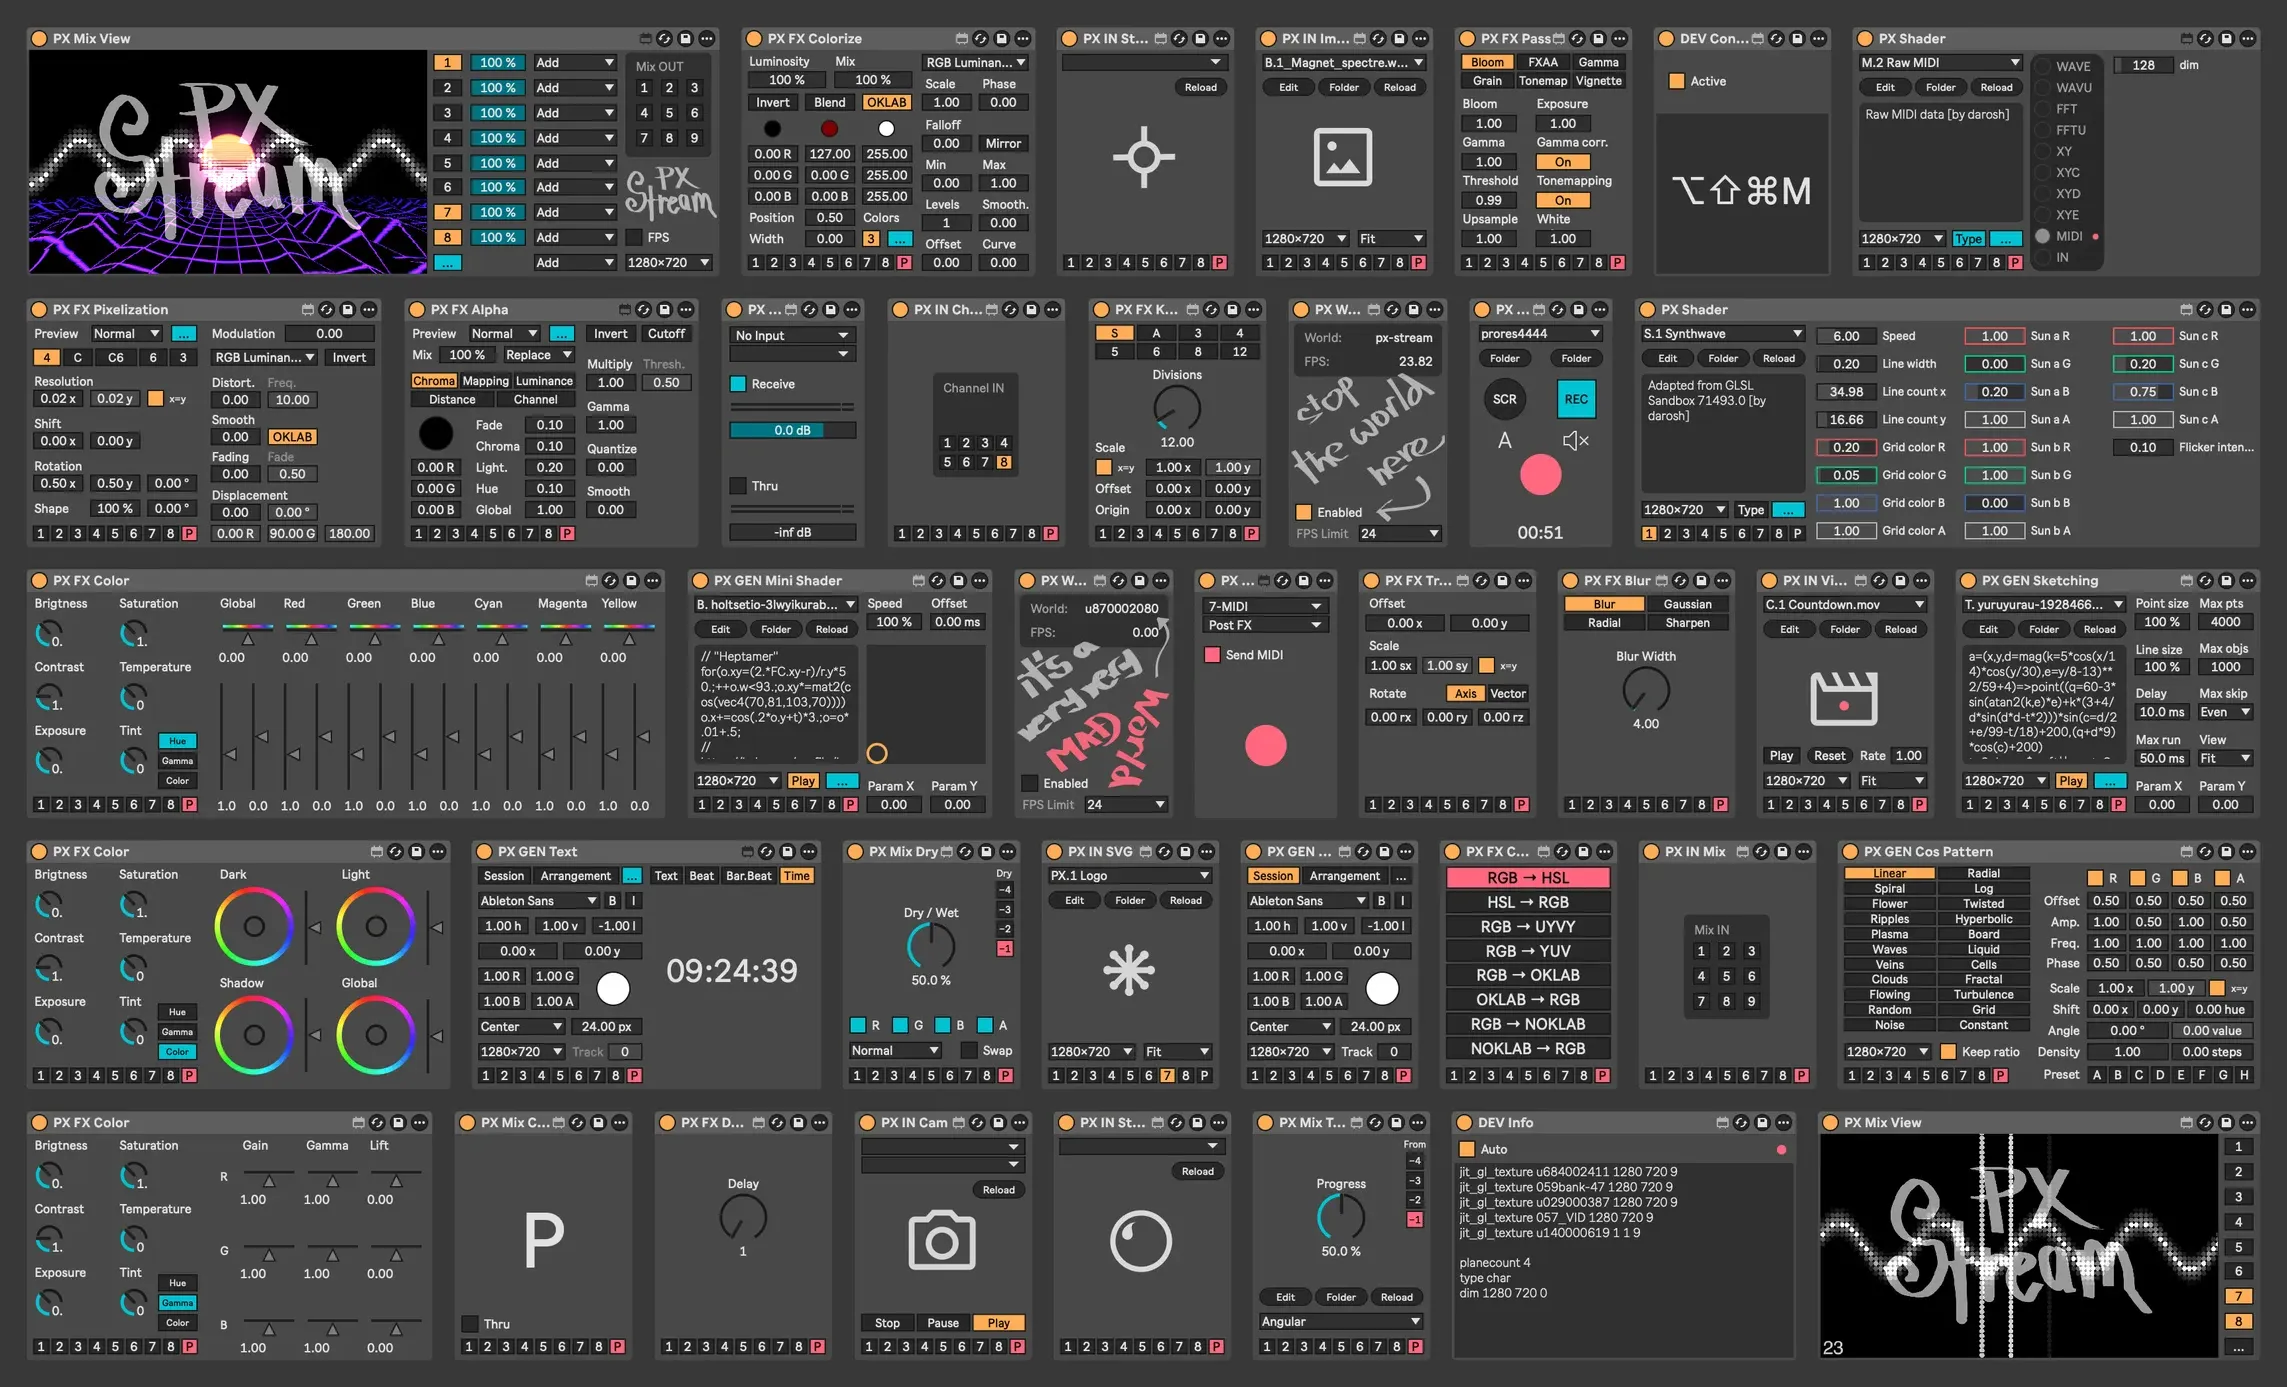 PX Mix View
PX Stream
1 100 % Add
2 100 % Add
3 100 % Add
4 100 % Add
5 100 % Add
6 100 % Add
7 100 % Add
8 100 % Add
... Add
Mix OUT
1 2 3
4 5 6
7 8 9
PX Stream
FPS
1280×720
PX FX Colorize
Luminosity Mix RGB Luminan...
100 % 100 % Scale Phase
Invert Blend OKLAB 1.00 0.00
Falloff
0.00 Mirror
0.00 R 127.00 255.00
Min Max
0.00 G 0.00 G 255.00
0.00 1.00
0.00 B 0.00 B 255.00
Levels Smooth.
Position 0.50 Colors
1 0.00
Width 0.00 3 ...
Offset Curve
0.00 0.00
1 2 3 4 5 6 7 8 P
PX IN St...
Reload
1 2 3 4 5 6 7 8 P
PX IN Im...
B.1_Magnet_spectre.w...
Edit Folder Reload
1280×720 Fit
1 2 3 4 5 6 7 8 P
PX FX Pass
Bloom FXAA Gamma
Grain Tonemap Vignette
Bloom Exposure
1.00 1.00
Gamma Gamma corr.
1.00 On
Threshold Tonemapping
0.99 On
Upsample White
1.00 1.00
1 2 3 4 5 6 7 8 P
DEV Con...
Active
⌥⇧⌘M
PX Shader
M.2 Raw MIDI
Edit Folder Reload
Raw MIDI data [by darosh]
1280×720 Type ...
1 2 3 4 5 6 7 8 P
WAVE
WAVU
FFT
FFTU
XY
XYC
XYD
XYE
MIDI
IN
128 dim
PX FX Pixelization
Preview Normal ... Modulation 0.00
4 C C6 6 3 RGB Luminan... Invert
Resolution Distort. Freq.
0.02 x 0.02 y x=y 0.00 10.00
Shift Smooth
0.00 x 0.00 y 0.00 OKLAB
Rotation Fading Fade
0.50 x 0.50 y 0.00 ° 0.00 0.50
Displacement
Shape 100 % 0.00 ° 0.00 0.00 °
1 2 3 4 5 6 7 8 P 0.00 R 90.00 G 180.00
PX FX Alpha
Preview Normal ... Invert Cutoff
Mix 100 % Replace Multiply Thresh.
Chroma Mapping Luminance 1.00 0.50
Distance Channel
Gamma
Fade 0.10 1.00
Chroma 0.10 Quantize
0.00 R Light. 0.20 0.00
0.00 G Hue 0.10 Smooth
0.00 B Global 1.00 0.00
1 2 3 4 5 6 7 8 P
PX ...
No Input
Receive
0.0 dB
Thru
-inf dB
PX IN Ch...
Channel IN
1 2 3 4
5 6 7 8
1 2 3 4 5 6 7 8 P
PX FX K...
S A 3 4
5 6 8 12
Divisions
12.00
Scale
x=y 1.00 x 1.00 y
Offset 0.00 x 0.00 y
Origin 0.00 x 0.00 y
1 2 3 4 5 6 7 8 P
PX W...
World: px-stream
FPS: 23.82
stop
the world
here
Enabled
FPS Limit 24
PX ...
prores4444
Folder Folder
SCR REC
A
00:51
PX Shader
S.1 Synthwave
Edit Folder Reload
Adapted from GLSL
Sandbox 71493.0 [by
darosh]
1280×720 Type ...
1 2 3 4 5 6 7 8 P
6.00 Speed 1.00 Sun a R 1.00 Sun c R
0.20 Line width 0.00 Sun a G 0.20 Sun c G
34.98 Line count x 0.20 Sun a B 0.75 Sun c B
16.66 Line count y 1.00 Sun a A 1.00 Sun c A
0.20 Grid color R 1.00 Sun b R 0.10 Flicker inten...
0.05 Grid color G 1.00 Sun b G
1.00 Grid color B 0.00 Sun b B
1.00 Grid color A 1.00 Sun b A
PX FX Color
Brigtness Saturation Global Red Green Blue Cyan Magenta Yellow
0. 1. 0.00 0.00 0.00 0.00 0.00 0.00 0.00
Contrast Temperature
1. 0
Exposure Tint Hue
0. 0 Gamma
Color
1 2 3 4 5 6 7 8 P 1.0 0.0 1.0 0.0 1.0 0.0 1.0 0.0 1.0 0.0 1.0 0.0 1.0 0.0
PX GEN Mini Shader
B. holtsetio-3lwyikurab... Speed Offset
Edit Folder Reload 100 % 0.00 ms
// "Heptamer"
for(o.xy=(2.*FC.xy-r)/r.y*5
0.;++o.w<93.;o.xy*=mat2(c
os(vec4(70,81,103,70))))
o.x+=cos(.2*o.y+t)*3.;o=o*
.01+.5;
//
1280×720 Play ... Param X Param Y
1 2 3 4 5 6 7 8 P 0.00 0.00
PX W...
World: u870002080
FPS: 0.00
it's a
very very
MAD
World
Enabled
FPS Limit 24
PX ...
7-MIDI
Post FX
Send MIDI
PX FX Tr...
Offset
0.00 x 0.00 y
Scale
1.00 sx 1.00 sy x=y
Rotate Axis Vector
0.00 rx 0.00 ry 0.00 rz
1 2 3 4 5 6 7 8 P
PX FX Blur
Blur Gaussian
Radial Sharpen
Blur Width
4.00
1 2 3 4 5 6 7 8 P
PX IN Vi...
C.1 Countdown.mov
Edit Folder Reload
Play Reset Rate 1.00
1280×720 Fit
1 2 3 4 5 6 7 8 P
PX GEN Sketching
T. yuruyurau-1928466... Point size Max pts
Edit Folder Reload 100 % 4000
a=(x,y,d=mag(k=5*cos(x/1
4)*cos(y/30),e=y/8-13)**
2/59+4)=>point((q=60-3*
sin(atan2(k,e)*e)+k*(3+4/
d*sin(d*d-t*2)))*sin(c=d/2
+e/99-t/18)+200,(q+d*9)
*cos(c)+200)
Line size Max objs
100 % 1000
Delay Max skip
10.0 ms Even
Max run View
50.0 ms Fit
1280×720 Play ... Param X Param Y
1 2 3 4 5 6 7 8 P 0.00 0.00
PX FX Color
Brigtness Saturation Dark Light
0. 1.
Contrast Temperature
1. 0
Shadow Global
Exposure Tint Hue
0. 0 Gamma
Color
1 2 3 4 5 6 7 8 P
PX GEN Text
Session Arrangement ... Text Beat Bar.Beat Time
Ableton Sans B I
1.00 h 1.00 v -1.00 l
0.00 x 0.00 y
1.00 R 1.00 G 09:24:39
1.00 B 1.00 A
Center 24.00 px
1280×720 Track 0
1 2 3 4 5 6 7 8 P
PX Mix Dry
Dry
-4
-3
-2
-1
Dry / Wet
50.0 %
R G B A
Normal Swap
1 2 3 4 5 6 7 8 P
PX IN SVG
PX.1 Logo
Edit Folder Reload
1280×720 Fit
1 2 3 4 5 6 7 8 P
PX GEN ...
Session Arrangement ...
Ableton Sans B I
1.00 h 1.00 v -1.00 l
0.00 x 0.00 y
1.00 R 1.00 G
1.00 B 1.00 A
Center 24.00 px
1280×720 Track 0
1 2 3 4 5 6 7 8 P
PX FX C...
RGB → HSL
HSL → RGB
RGB → UYVY
RGB → YUV
RGB → OKLAB
OKLAB → RGB
RGB → NOKLAB
NOKLAB → RGB
1 2 3 4 5 6 7 8 P
PX IN Mix
Mix IN
1 2 3
4 5 6
7 8 9
1 2 3 4 5 6 7 8 P
PX GEN Cos Pattern
Linear Radial R G B A
Spiral Log
Flower Twisted Offset 0.50 0.50 0.50 0.50
Ripples Hyperbolic Amp. 1.00 0.50 1.00 0.50
Plasma Board
Waves Liquid Freq. 1.00 1.00 1.00 1.00
Veins Cells Phase 0.50 0.50 0.50 0.50
Clouds Fractal
Flowing Turbulence Scale 1.00 x 1.00 y x=y
Random Grid Shift 0.00 x 0.00 y 0.00 hue
Noise Constant Angle 0.00 ° 0.00 value
1280×720 Keep ratio Density 1.00 0.00 steps
1 2 3 4 5 6 7 8 P Preset A B C D E F G H
PX FX Color
Brigtness Saturation Gain Gamma Lift
0. 1. R 1.00 1.00 0.00
Contrast Temperature
1. 0 G 1.00 1.00 0.00
Exposure Tint Hue
0. 0 Gamma
Color B
1 2 3 4 5 6 7 8 P 1.00 1.00 0.00
PX Mix C...
P
Thru
1 2 3 4 5 6 7 8 P
PX FX D...
Delay
1
1 2 3 4 5 6 7 8 P
PX IN Cam
Reload
Stop Pause Play
1 2 3 4 5 6 7 8 P
PX IN St...
Reload
1 2 3 4 5 6 7 8 P
PX Mix T...
From
-4
-3
-2
-1
Progress
50.0 %
Edit Folder Reload
Angular
1 2 3 4 5 6 7 8 P
DEV Info
Auto
jit_gl_texture u684002411 1280 720 9
jit_gl_texture 059bank-47 1280 720 9
jit_gl_texture u029000387 1280 720 9
jit_gl_texture 057_VID 1280 720 9
jit_gl_texture u140000619 1 1 9
planecount 4
type char
dim 1280 720 0
PX Mix View
PX Stream
23
1
2
3
4
5
6
7
8
...